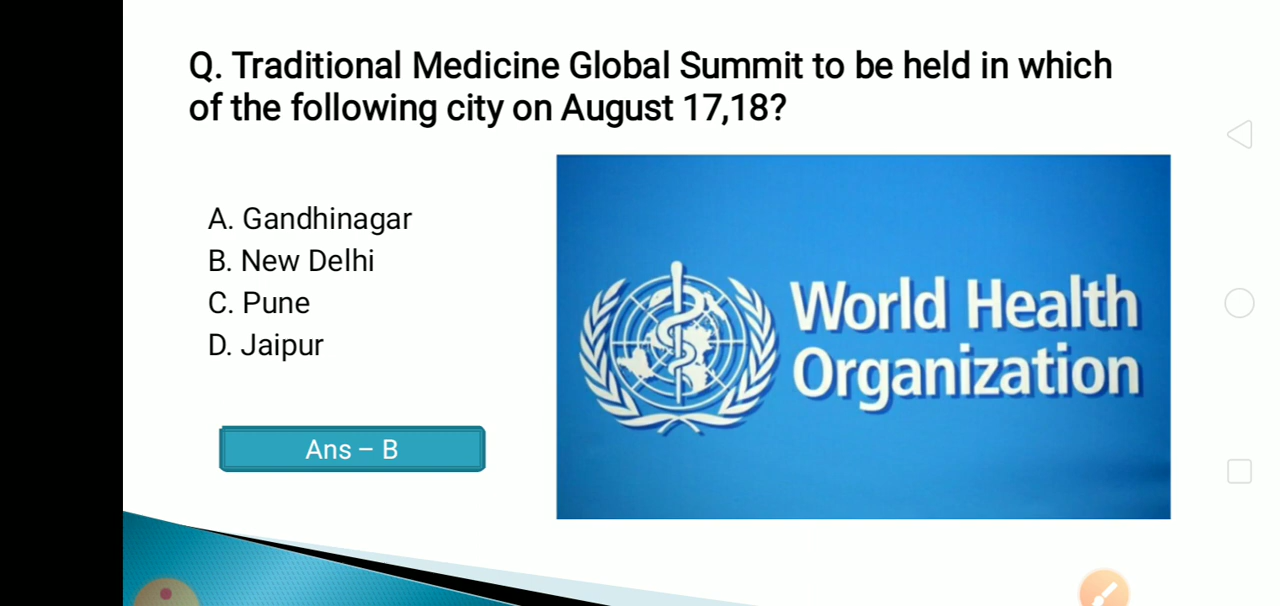 Q. Traditional Medicine Global Summit to be held in which
of the following city on August 17,18?
A. Gandhinagar
B. New Delhi
C. Pune
D. Jaipur
Ans – B
World Health
Organization